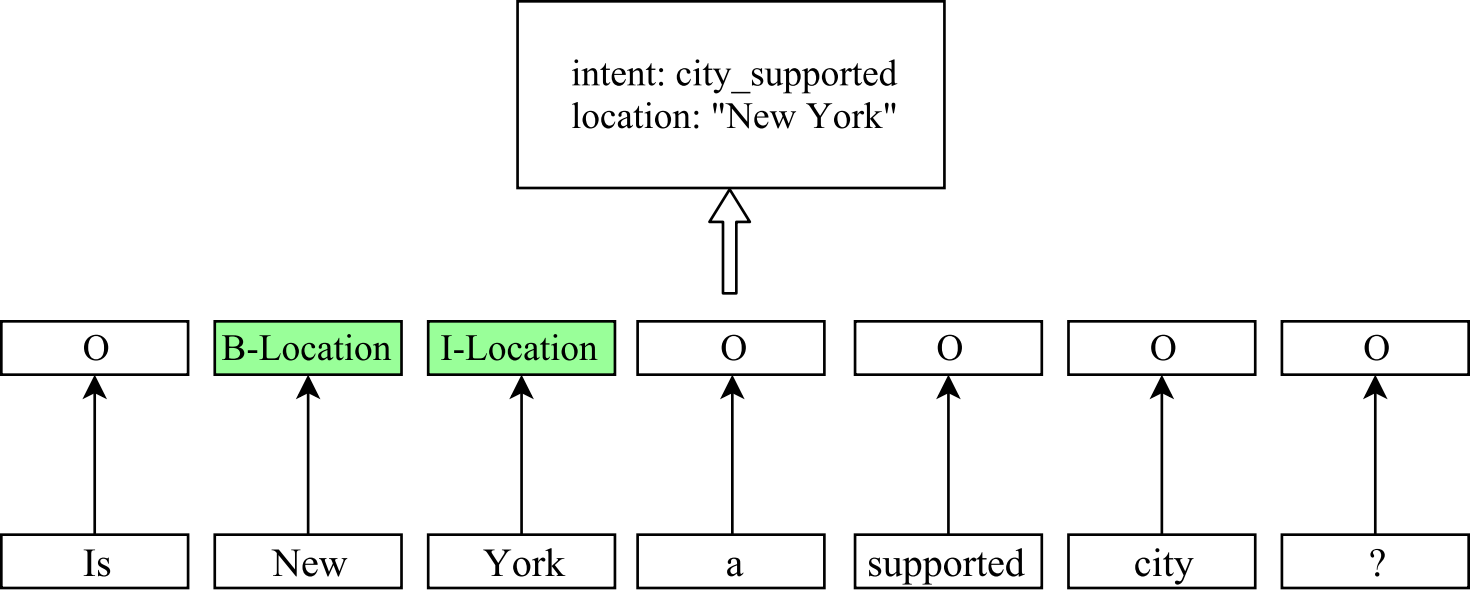 intent: city_supported
location: "New York"
O B-Location I-Location O O O O
Is New York a supported city ?